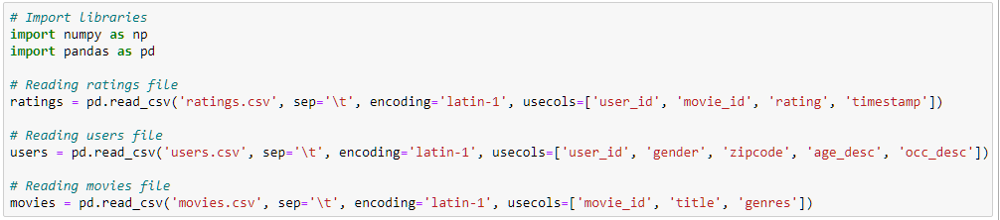 # Import Libraries
import numpy as np
import pandas as pd
# Reading ratings file
ratings = pd.read_csv('ratings.csv', sep='\t', encoding='latin-1', usecols=['user_id', 'movie_id', 'rating', 'timestamp'])
# Reading users file
users = pd.read_csv('users.csv', sep='\t', encoding='latin-1', usecols=['user_id', 'gender', 'zipcode', 'age_desc', 'occ_desc'])
# Reading movies file
movies = pd.read_csv('movies.csv', sep='\t', encoding='latin-1', usecols=['movie_id', 'title', 'genres'])